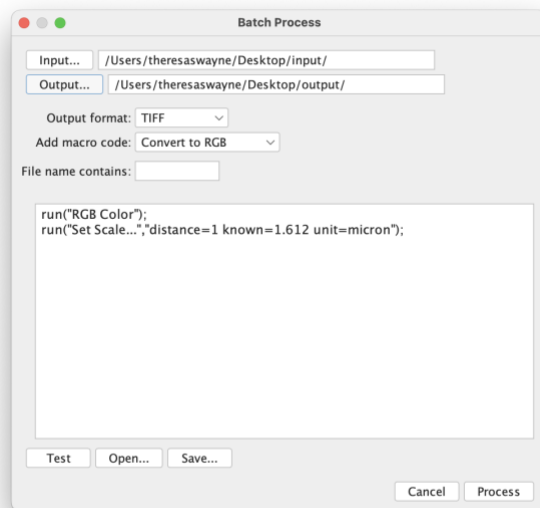 Batch Process
Input... /Users/theresaswayne/Desktop/input/
Output... /Users/theresaswayne/Desktop/output/
Output format: TIFF
Add macro code: Convert to RGB
File name contains:
run("RGB Color");
run("Set Scale...","distance=1 known=1.612 unit=micron");
Test Open... Save...
Cancel Process